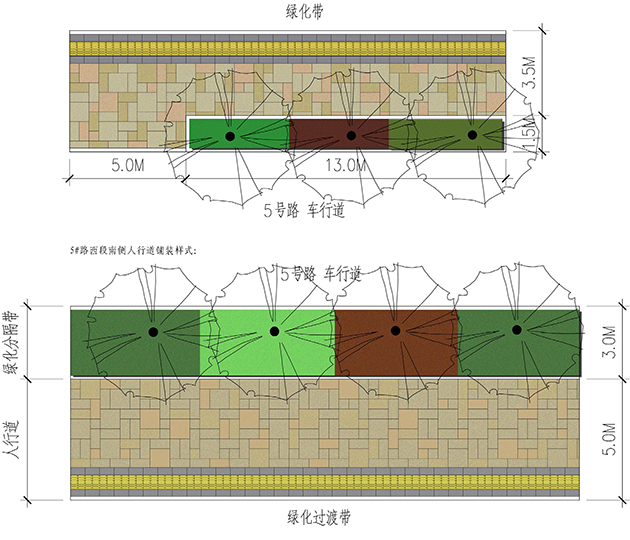 绿化带
3.5M
1.5M
5.0M
13.0M
5号路 车行道
5#路西段南侧人行道铺装样式:
5号路 车行道
绿化分隔带
3.0M
人行道
5.0M
绿化过渡带